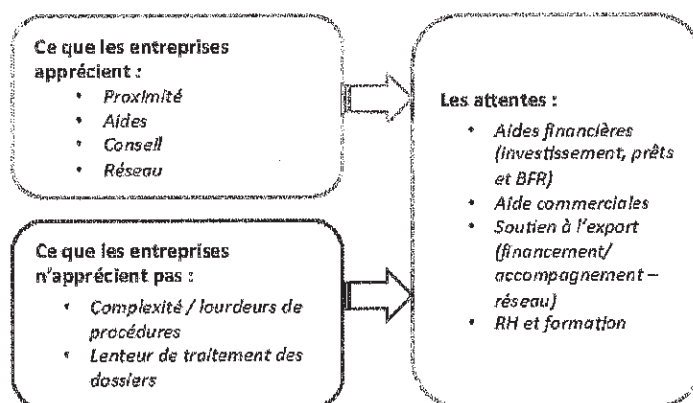 Ce que les entreprises
apprécient :
• Proximité
• Aides
• Conseil
• Réseau
Ce que les entreprises
n'apprécient pas :
• Complexité / lourdeurs de
procédures
• Lenteur de traitement des
dossiers
Les attentes :
• Aides financières
(investissement, prêts
et BFR)
• Aide commerciales
• Soutien à l'export
(financement/
accompagnement –
réseau)
• RH et formation